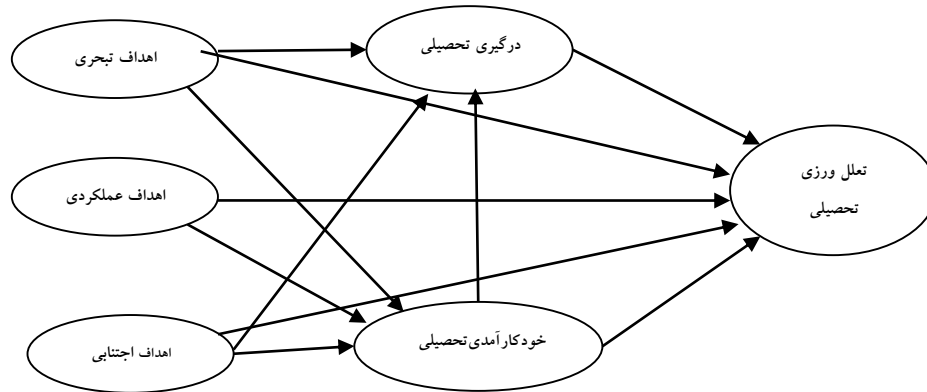 درگیری تحصیلی
اهداف تبحری
تعلل ورزی
تحصیلی
اهداف عملکردی
خودکارآمدی‌تحصیلی
اهداف اجتنابی